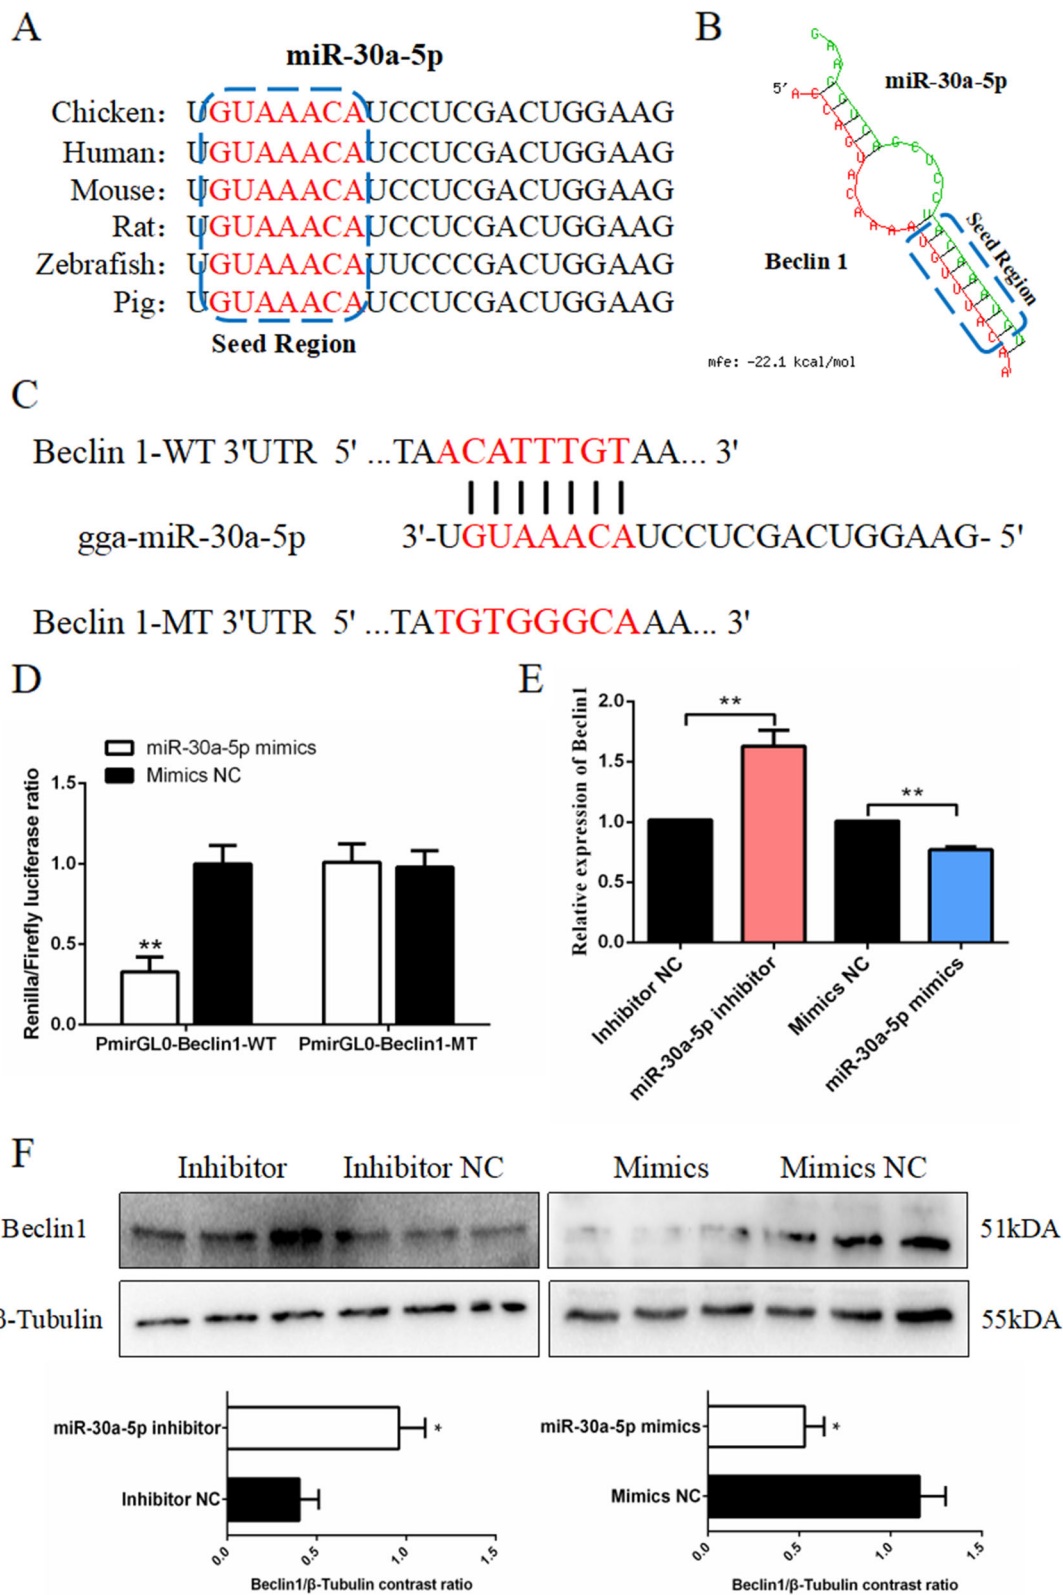 A
miR-30a-5p
Chicken: UGUAAACAUCCUCGACUGGAAG
Human: UGUAAACAUCCUCGACUGGAAG
Mouse: UGUAAACAUCCUCGACUGGAAG
Rat: UGUAAACAUCCUCGACUGGAAG
Zebrafish: UGUAAACAUUCCCGACUGGAAG
Pig: UGUAAACAUCCUCGACUGGAAG
Seed Region
B
miR-30a-5p
5'
Seed Region
Beclin 1
mfe: -22.1 kcal/mol
C
Beclin 1-WT 3'UTR 5' ...TAACATTTGTAA... 3'
gga-miR-30a-5p 3'-UGUAAACAUCCUCGACUGGAAG- 5'
Beclin 1-MT 3'UTR 5' ...TATGTGGGCAAA... 3'
D
miR-30a-5p mimics
Mimics NC
Renilla/Firefly luciferase ratio
1.5
1.0
0.5
0.0
**
PmirGL0-Beclin1-WT PmirGL0-Beclin1-MT
E
Relative expression of Beclin1
2.0
1.5
1.0
0.5
0.0
**
**
Inhibitor NC
miR-30a-5p inhibitor
Mimics NC
miR-30a-5p mimics
F
Inhibitor Inhibitor NC Mimics Mimics NC
Beclin1 51kDA
β-Tubulin 55kDA
miR-30a-5p inhibitor *
Inhibitor NC
0.0 0.5 1.0 1.5
Beclin1/β-Tubulin contrast ratio
miR-30a-5p mimics *
Mimics NC
0.0 0.5 1.0 1.5
Beclin1/β-Tubulin contrast ratio